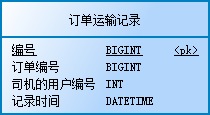 订单运输记录
编号 BIGINT <pk>
订单编号 BIGINT
司机的用户编号 INT
记录时间 DATETIME